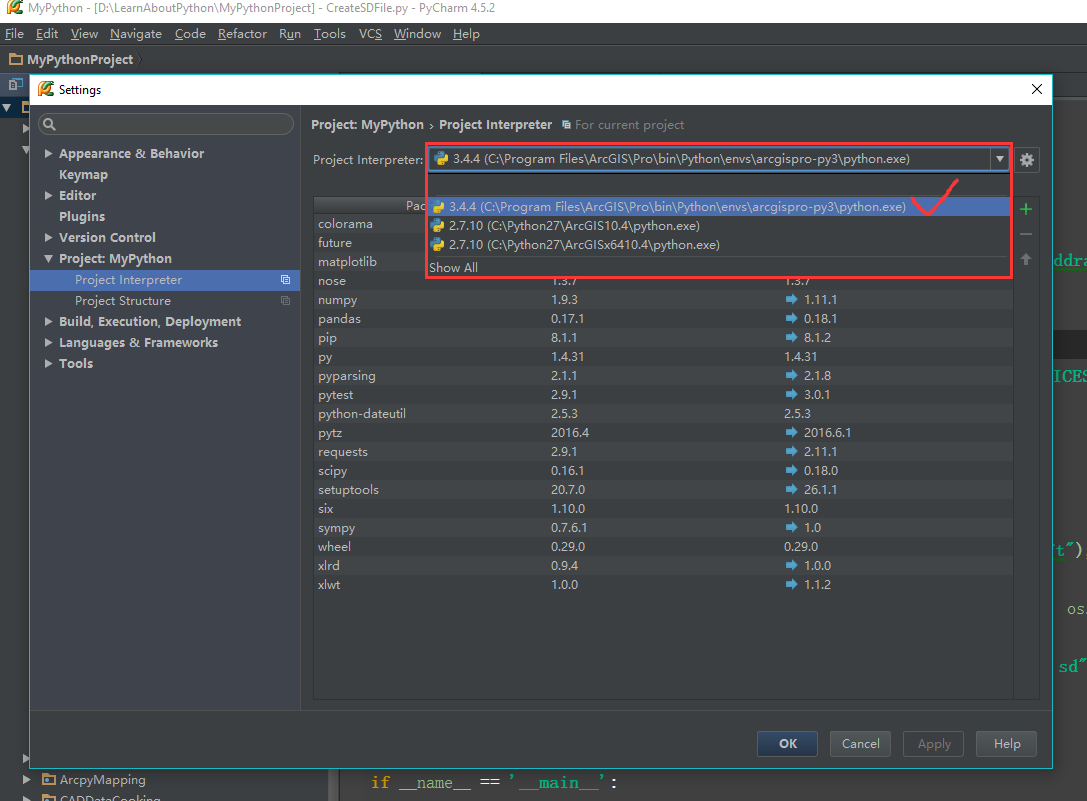 MyPython - [D:\LearnAboutPython\MyPythonProject] - CreateSDFile.py - PyCharm 4.5.2
File Edit View Navigate Code Refactor Run Tools VCS Window Help
MyPythonProject
Settings
Appearance & Behavior
Keymap
Editor
Plugins
Version Control
Project: MyPython
Project Interpreter
Project Structure
Build, Execution, Deployment
Languages & Frameworks
Tools
Project: MyPython › Project Interpreter For current project
Project Interpreter: 3.4.4 (C:\Program Files\ArcGIS\Pro\bin\Python\envs\arcgispro-py3\python.exe)
3.4.4 (C:\Program Files\ArcGIS\Pro\bin\Python\envs\arcgispro-py3\python.exe)
2.7.10 (C:\Python27\ArcGIS10.4\python.exe)
2.7.10 (C:\Python27\ArcGISx6410.4\python.exe)
Show All
Pac
colorama
future
matplotlib
nose 1.3.7 1.3.7
numpy 1.9.3 1.11.1
pandas 0.17.1 0.18.1
pip 8.1.1 8.1.2
py 1.4.31 1.4.31
pyparsing 2.1.1 2.1.8
pytest 2.9.1 3.0.1
python-dateutil 2.5.3 2.5.3
pytz 2016.4 2016.6.1
requests 2.9.1 2.11.1
scipy 0.16.1 0.18.0
setuptools 20.7.0 26.1.1
six 1.10.0 1.10.0
sympy 0.7.6.1 1.0
wheel 0.29.0 0.29.0
xlrd 0.9.4 1.0.0
xlwt 1.0.0 1.1.2
OK Cancel Apply Help
ddra
ICES
t")
os.
sd"
ArcpyMapping
CADDataCooking
if __name__ == '__main__':